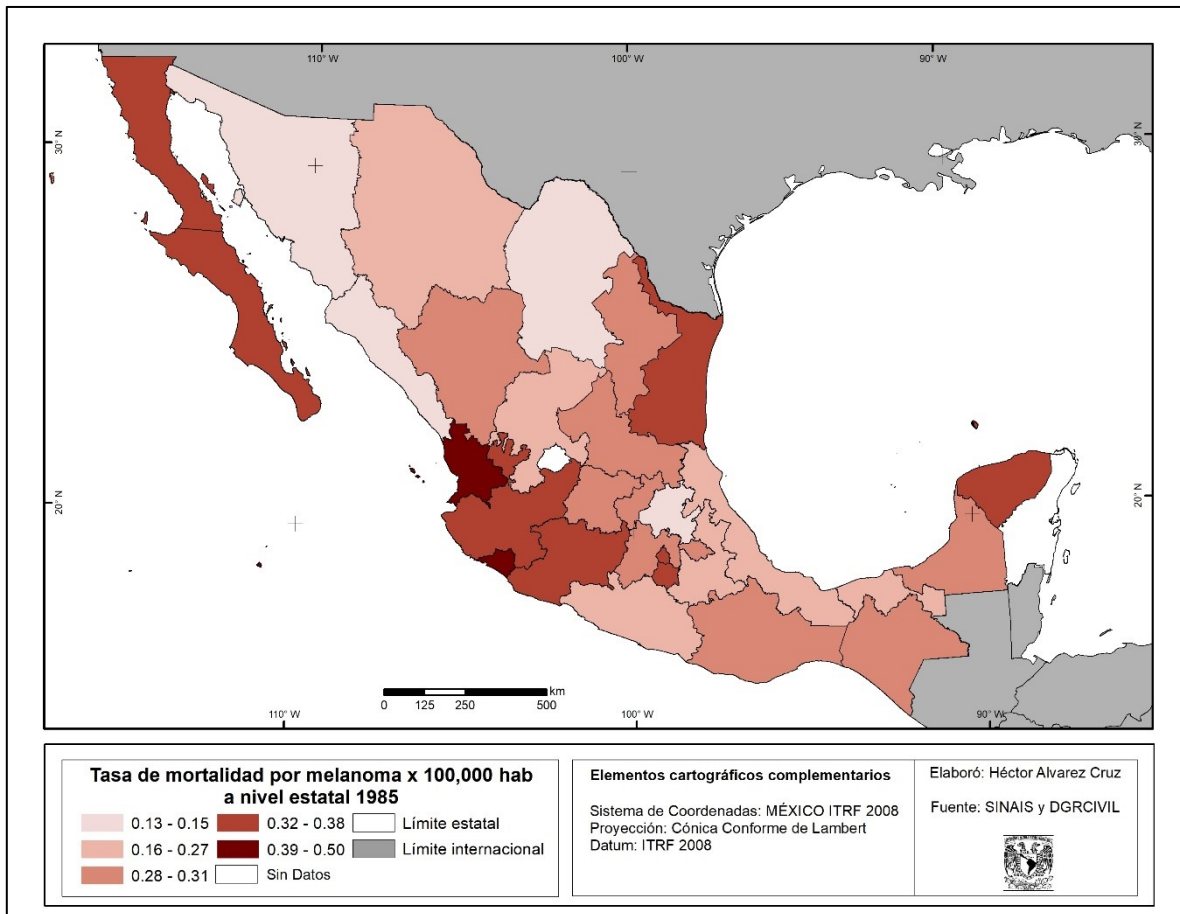 110° W
100° W
90° W
30° N
30° N
20° N
20° N
km
0 125 250 500
110° W
100° W
90° W
Tasa de mortalidad por melanoma x 100,000 hab
a nivel estatal 1985
0.13 - 0.15
0.32 - 0.38
Límite estatal
0.16 - 0.27
0.39 - 0.50
Límite internacional
0.28 - 0.31
Sin Datos
Elementos cartográficos complementarios
Sistema de Coordenadas: MÉXICO ITRF 2008
Proyección: Cónica Conforme de Lambert
Datum: ITRF 2008
Elaboró: Héctor Alvarez Cruz
Fuente: SINAIS y DGRCIVIL